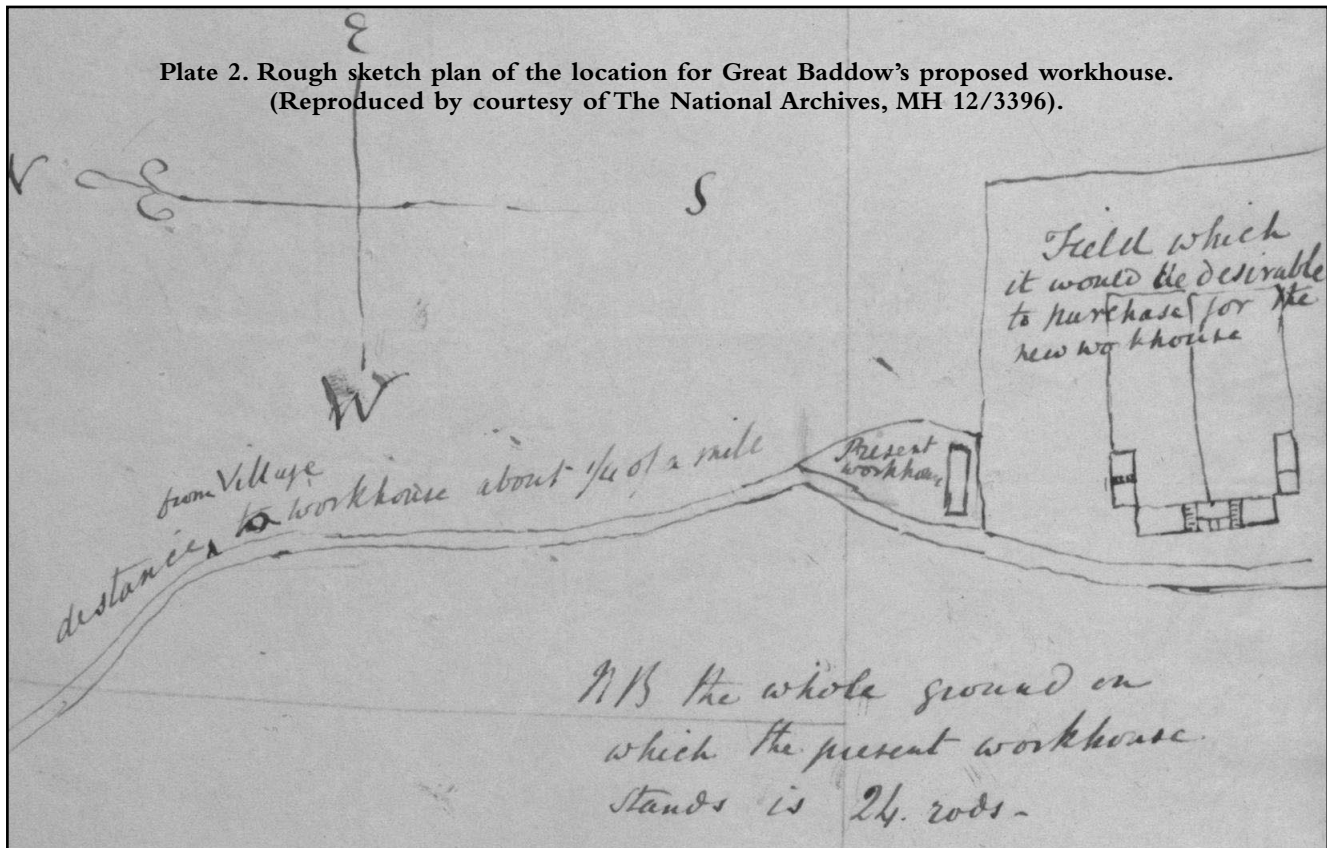 Plate 2. Rough sketch plan of the location for Great Baddow's proposed workhouse.
(Reproduced by courtesy of The National Archives, MH 12/3396).
E
N
S
W
Field which
it would be desirable
to purchase for the
new workhouse
Present
workhouse
from Village
distance to workhouse about 1/4 of a mile
NB the whole ground on
which the present workhouse
stands is 24. rods-